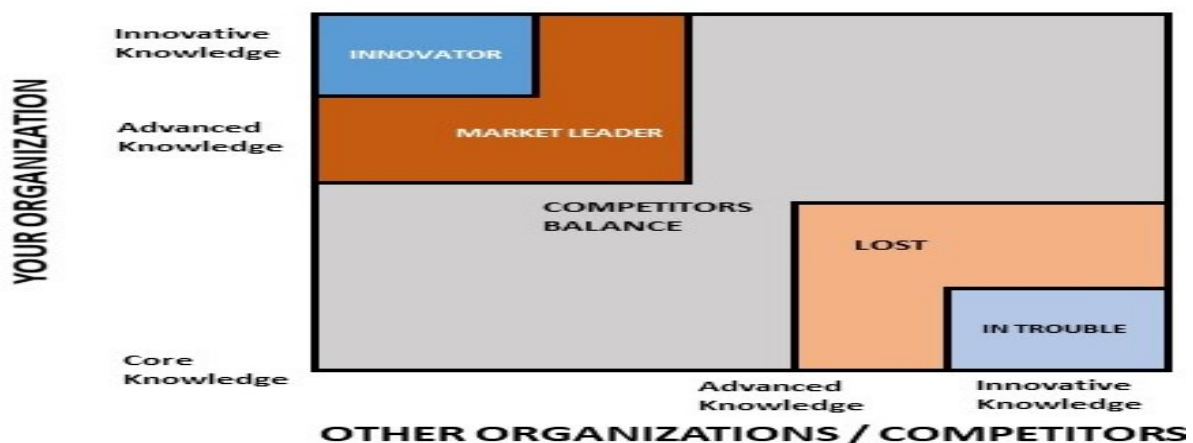 Innovative
Knowledge
INNOVATOR
Advanced
Knowledge
MARKET LEADER
YOUR ORGANIZATION
COMPETITORS
BALANCE
LOST
IN TROUBLE
Core
Knowledge
Advanced
Knowledge
Innovative
Knowledge
OTHER ORGANIZATIONS / COMPETITORS